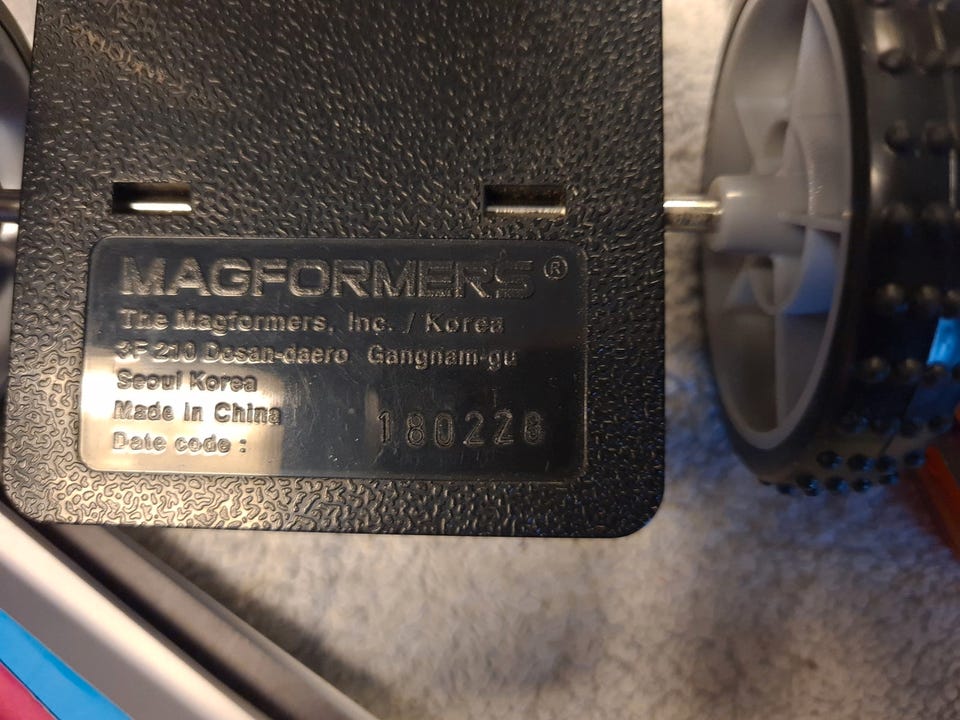 MAGFORMERS®
The Magformers, Inc. / Korea
3F 210 Dosan-daero Gangnam-gu
Seoul Korea
Made in China
Date code : 180228